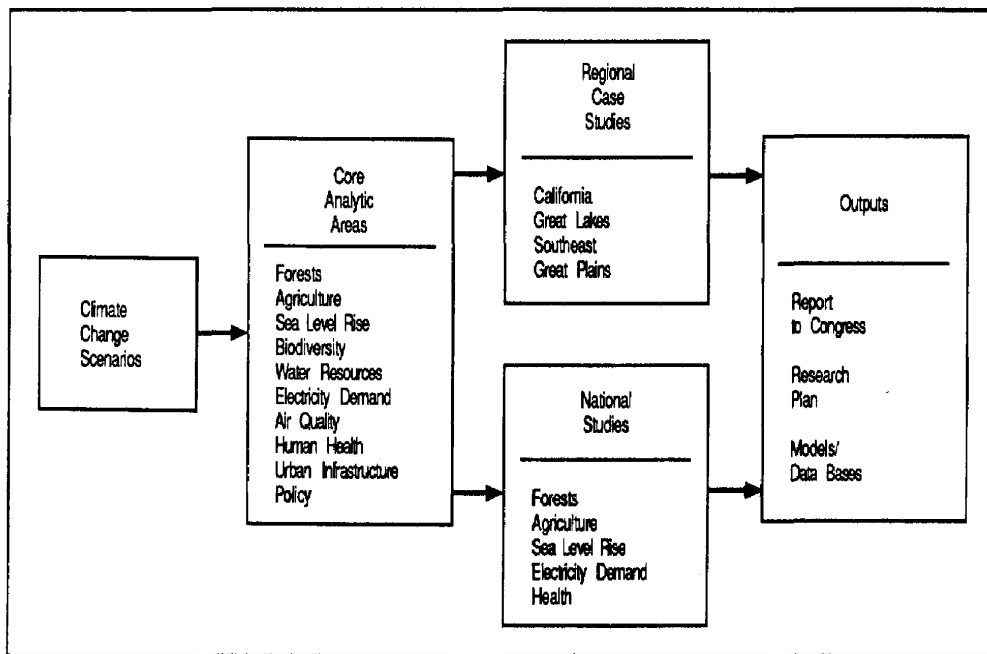 Climate
Change
Scenarios
Core
Analytic
Areas
Forests
Agriculture
Sea Level Rise
Biodiversity
Water Resources
Electricity Demand
Air Quality
Human Health
Urban Infrastructure
Policy
Regional
Case
Studies
California
Great Lakes
Southeast
Great Plains
National
Studies
Forests
Agriculture
Sea Level Rise
Electricity Demand
Health
Outputs
Report
to Congress
Research
Plan
Models/
Data Bases